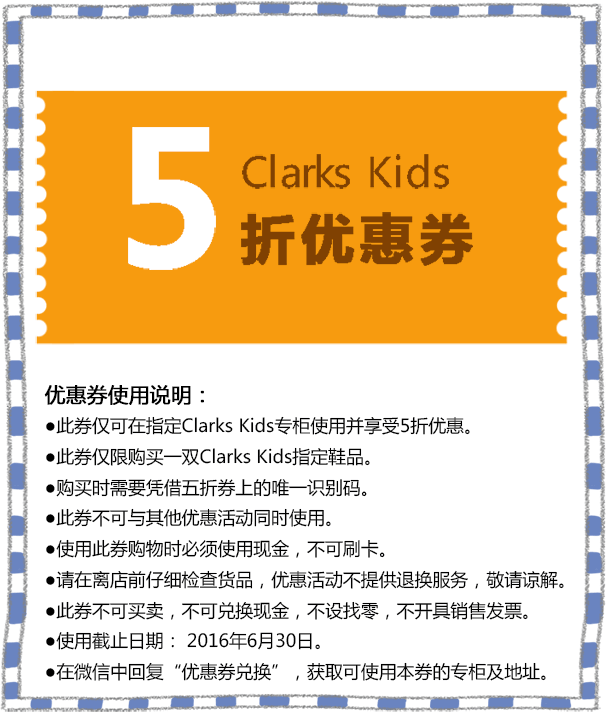 5
Clarks Kids
折优惠券
优惠券使用说明：
●此券仅可在指定Clarks Kids专柜使用并享受5折优惠。
●此券仅限购买一双Clarks Kids指定鞋品。
●购买时需要凭借五折券上的唯一识别码。
●此券不可与其他优惠活动同时使用。
●使用此券购物时必须使用现金，不可刷卡。
●请在离店前仔细检查货品，优惠活动不提供退换服务，敬请谅解。
●此券不可买卖，不可兑换现金，不设找零，不开具销售发票。
●使用截止日期： 2016年6月30日。
●在微信中回复“优惠券兑换”，获取可使用本券的专柜及地址。